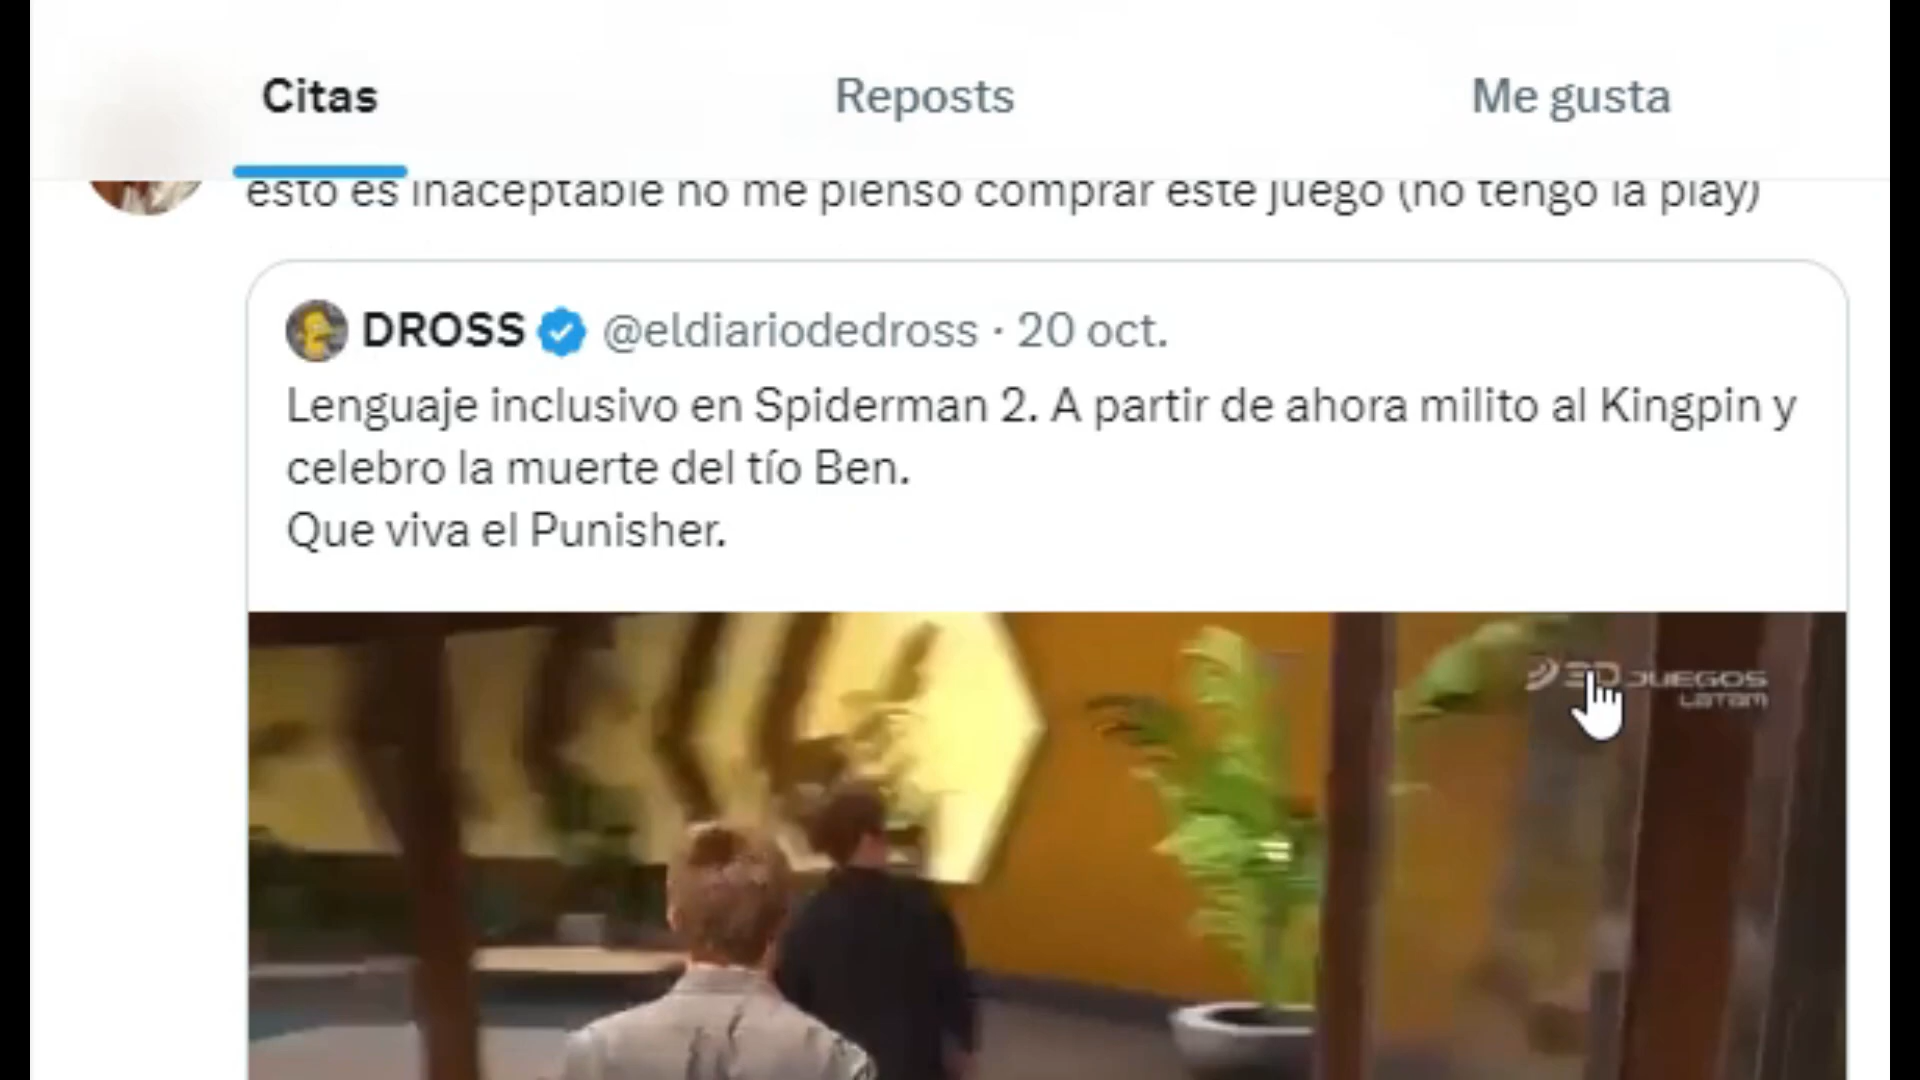 Citas
Reposts
Me gusta
esto es inaceptable no me pienso comprar este juego (no tengo la play)
DROSS @eldiariodedross · 20 oct.
Lenguaje inclusivo en Spiderman 2. A partir de ahora milito al Kingpin y
celebro la muerte del tío Ben.
Que viva el Punisher.
3DJUEGOS
LATAM